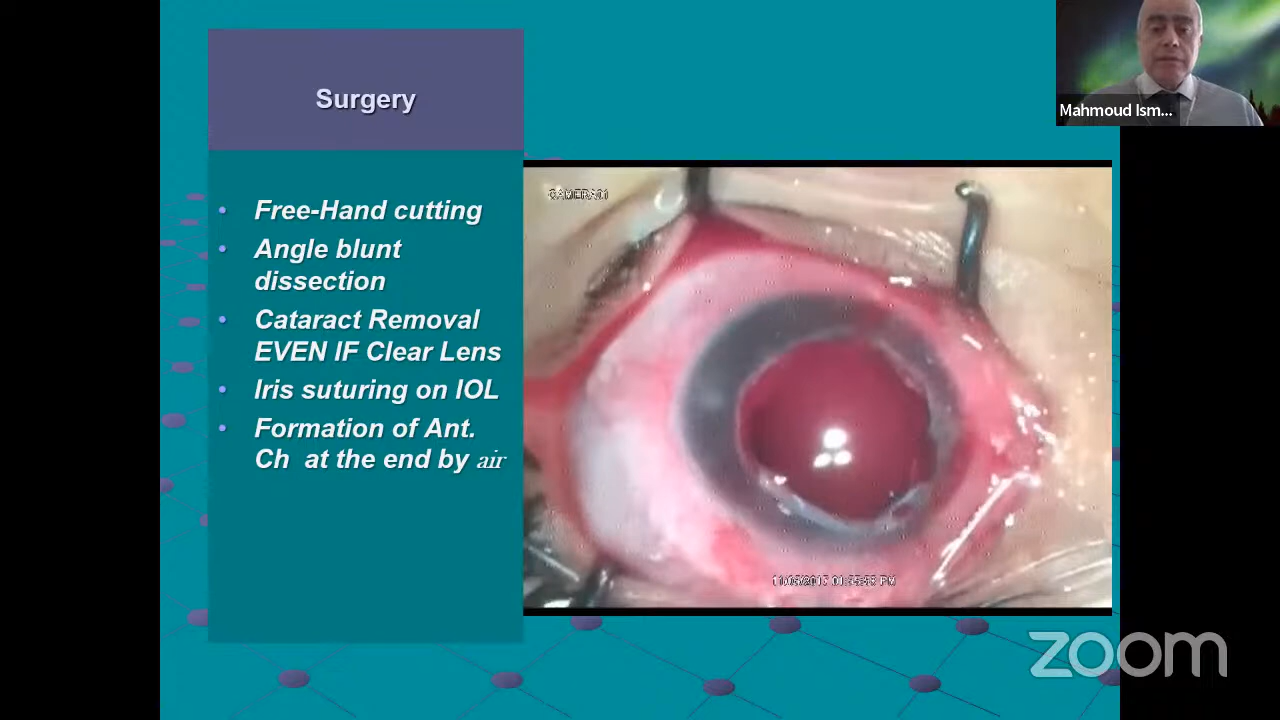 Surgery
Mahmoud Ism...
Free-Hand cutting
Angle blunt
dissection
Cataract Removal
EVEN IF Clear Lens
Iris suturing on IOL
Formation of Ant.
Ch at the end by air
zoom